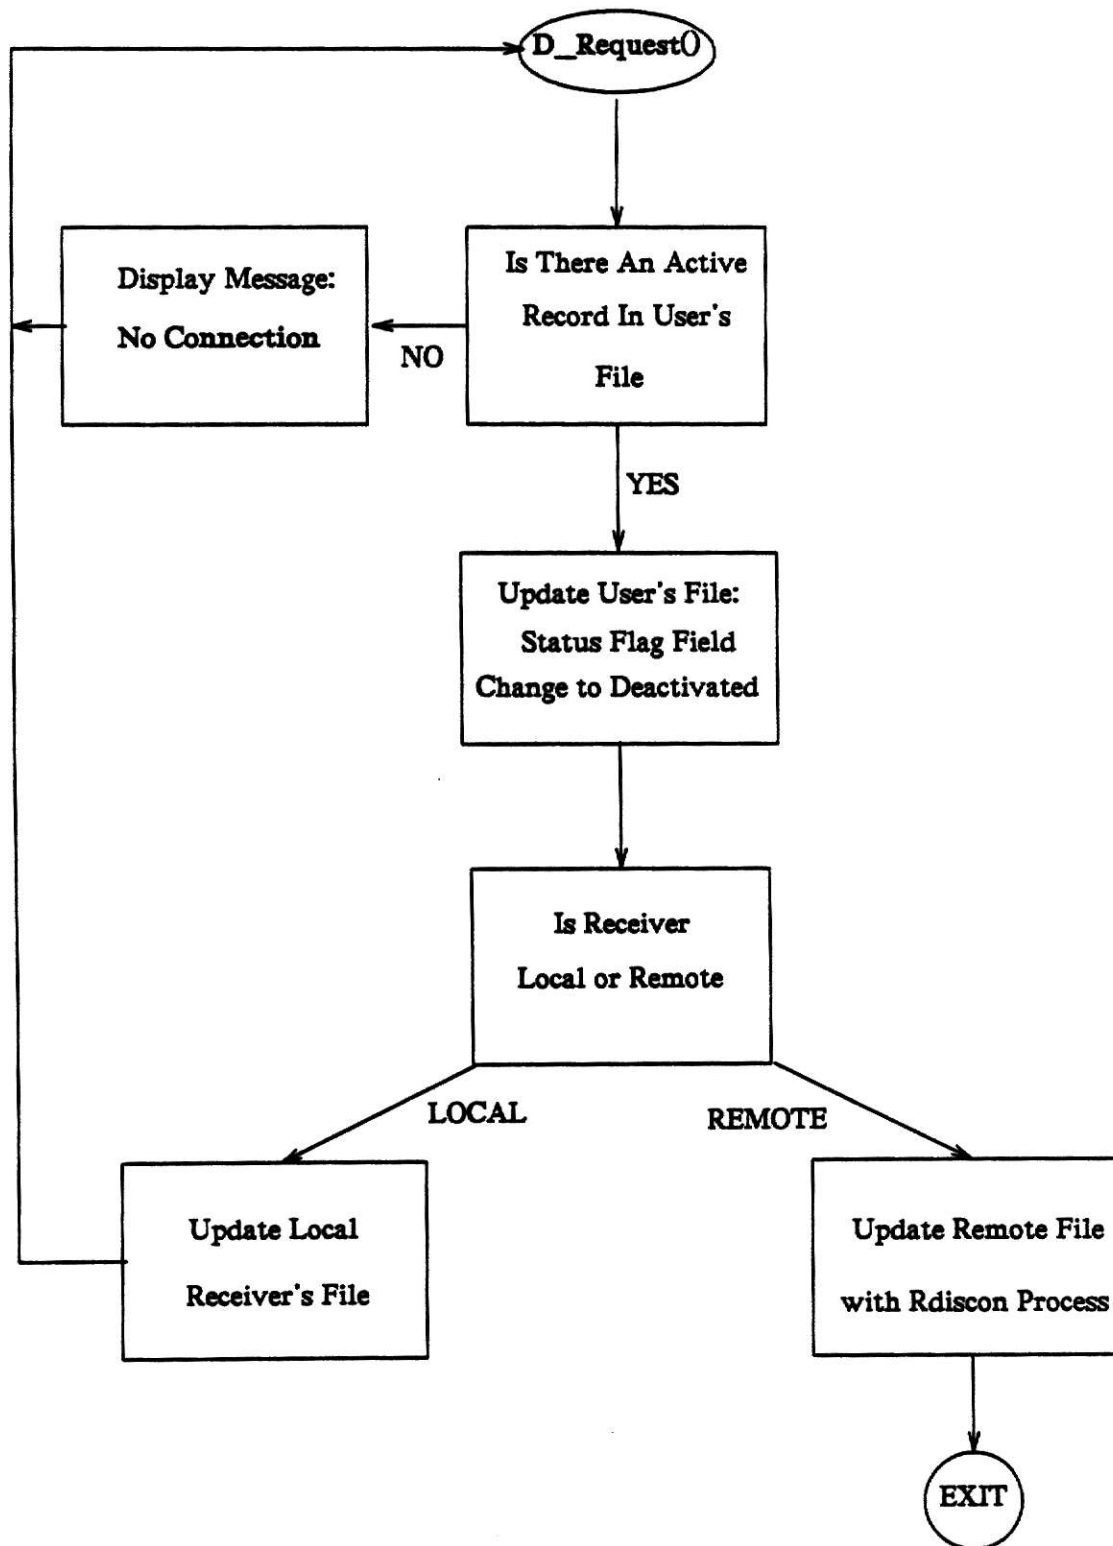 D_Request()
Display Message:
No Connection
NO
Is There An Active
Record In User's
File
YES
Update User's File:
Status Flag Field
Change to Deactivated
Is Receiver
Local or Remote
LOCAL
REMOTE
Update Local
Receiver's File
Update Remote File
with Rdiscon Process
EXIT